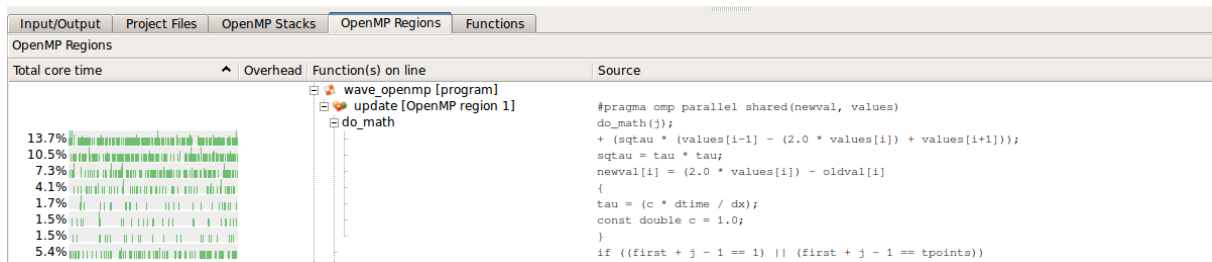 Input/Output Project Files OpenMP Stacks OpenMP Regions Functions
OpenMP Regions
Total core time Overhead Function(s) on line Source
wave_openmp [program]
update [OpenMP region 1] #pragma omp parallel shared(newval, values)
do_math do_math(j);
13.7% + (sqtau * (values[i-1] - (2.0 * values[i]) + values[i+1]));
10.5% sqtau = tau * tau;
7.3% newval[i] = (2.0 * values[i]) - oldval[i]
4.1% {
1.7% tau = (c * dtime / dx);
1.5% const double c = 1.0;
1.5% }
5.4% if ((first + j - 1 == 1) || (first + j - 1 == tpoints))